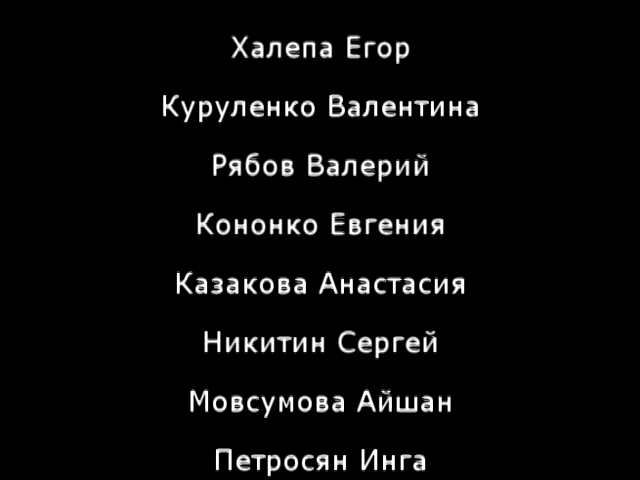 Халепа Егор
Куруленко Валентина
Рябов Валерий
Кононко Евгения
Казакова Анастасия
Никитин Сергей
Мовсумова Айшан
Петросян Инга